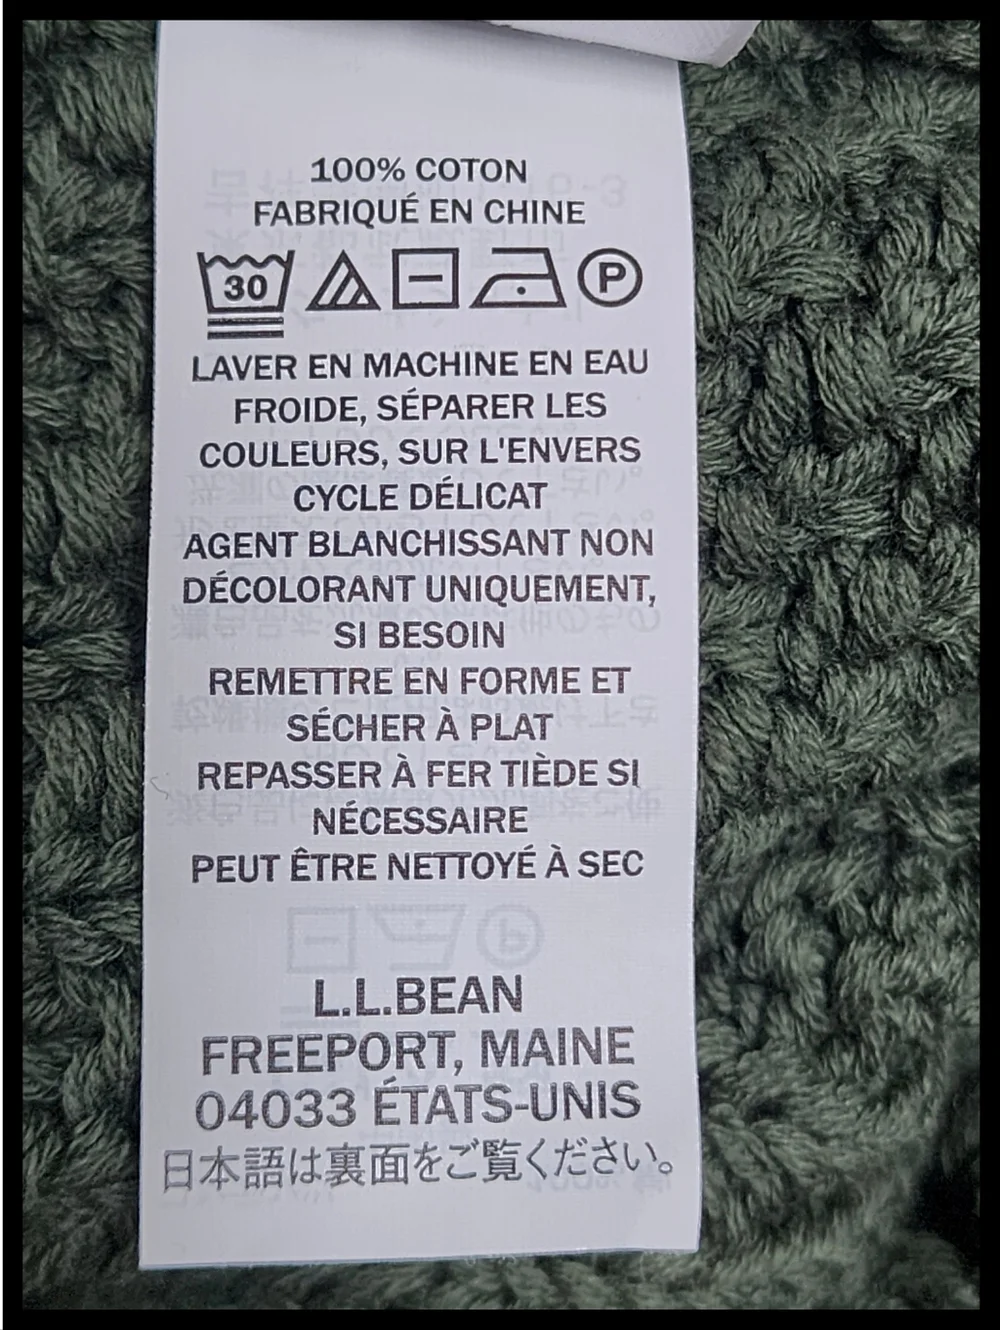 100% COTON
FABRIQUÉ EN CHINE
30 P
LAVER EN MACHINE EN EAU
FROIDE, SÉPARER LES
COULEURS, SUR L'ENVERS
CYCLE DÉLICAT
AGENT BLANCHISSANT NON
DÉCOLORANT UNIQUEMENT,
SI BESOIN
REMETTRE EN FORME ET
SÉCHER À PLAT
REPASSER À FER TIÈDE SI
NÉCESSAIRE
PEUT ÊTRE NETTOYÉ À SEC
L.L.BEAN
FREEPORT, MAINE
04033 ÉTATS-UNIS
日本語は裏面をご覧ください。